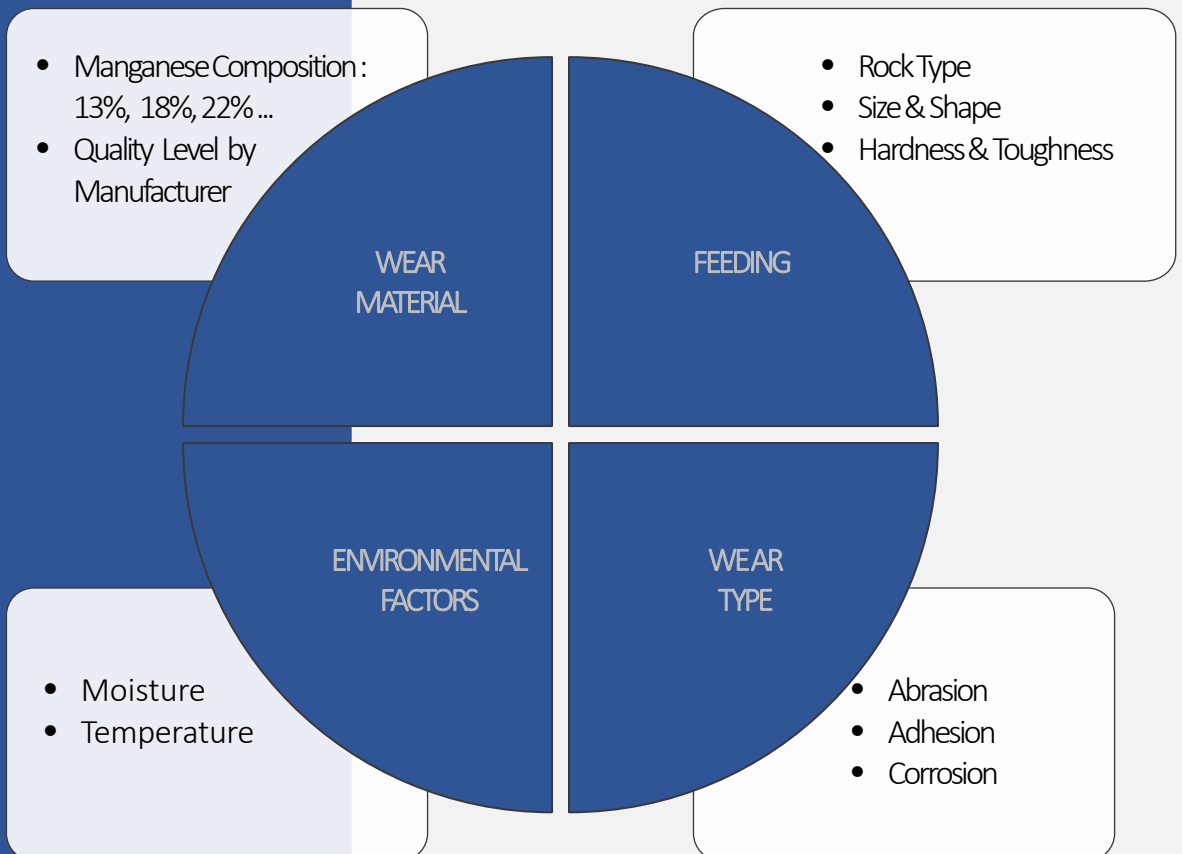 • Manganese Composition :
13%, 18%, 22% ...
• Quality Level by
Manufacturer
• Rock Type
• Size & Shape
• Hardness & Toughness
WEAR
MATERIAL
FEEDING
ENVIRONMENTAL
FACTORS
WEAR
TYPE
• Moisture
• Temperature
• Abrasion
• Adhesion
• Corrosion